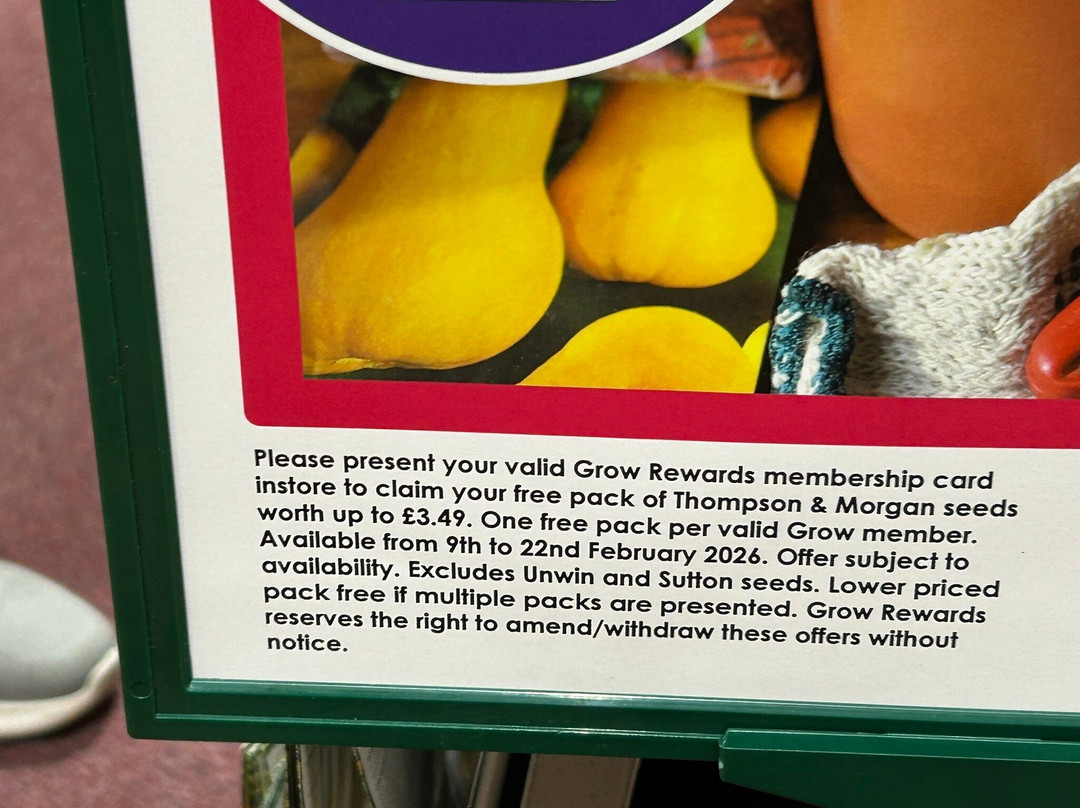 Please present your valid Grow Rewards membership card
instore to claim your free pack of Thompson & Morgan seeds
worth up to £3.49. One free pack per valid Grow member.
Available from 9th to 22nd February 2026. Offer subject to
availability. Excludes Unwin and Sutton seeds. Lower priced
pack free if multiple packs are presented. Grow Rewards
reserves the right to amend/withdraw these offers without
notice.